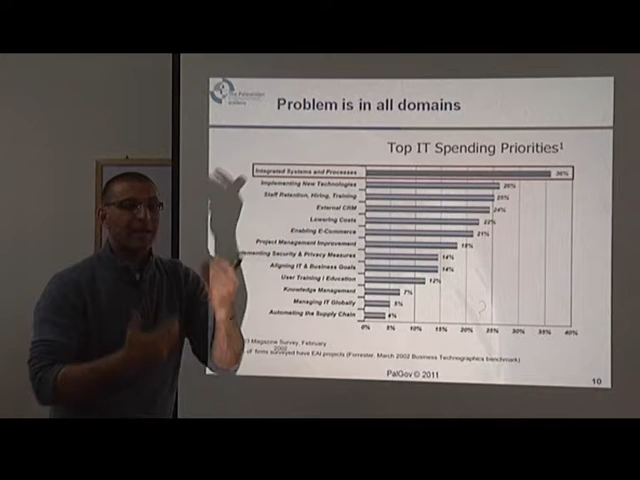 Problem is in all domains
Top IT Spending Priorities¹
Integrated Systems and Processes 36%
Implementing New Technologies 26%
Staff Retention, Hiring, Training 25%
External CRM 24%
Lowering Costs 22%
Enabling E-Commerce 21%
Project Management Improvement 18%
lementing Security & Privacy Measures 14%
Aligning IT & Business Goals 14%
User Training / Education 12%
Knowledge Management 7%
Managing IT Globally 5%
Automating the Supply Chain 4%
0% 5% 10% 15% 20% 25% 30% 35% 40%
Magazine Survey, February
2002
of firms surveyed have EAI projects (Forrester, March 2002 Business Technographics benchmark)
PalGov © 2011
10